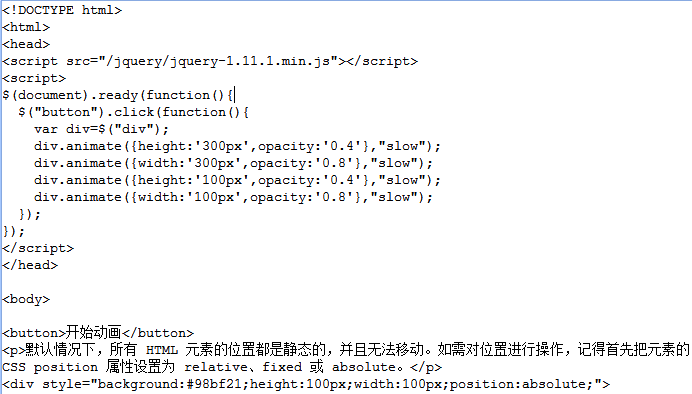 <!DOCTYPE html>
<html>
<head>
<script src="/jquery/jquery-1.11.1.min.js"></script>
<script>
$(document).ready(function(){
  $("button").click(function(){
    var div=$("div");
    div.animate({height:'300px',opacity:'0.4'},"slow");
    div.animate({width:'300px',opacity:'0.8'},"slow");
    div.animate({height:'100px',opacity:'0.4'},"slow");
    div.animate({width:'100px',opacity:'0.8'},"slow");
  });
});
</script>
</head>
<body>
<button>开始动画</button>
<p>默认情况下，所有 HTML 元素的位置都是静态的，并且无法移动。如需对位置进行操作，记得首先把元素的
CSS position 属性设置为 relative、fixed 或 absolute。</p>
<div style="background:#98bf21;height:100px;width:100px;position:absolute;">